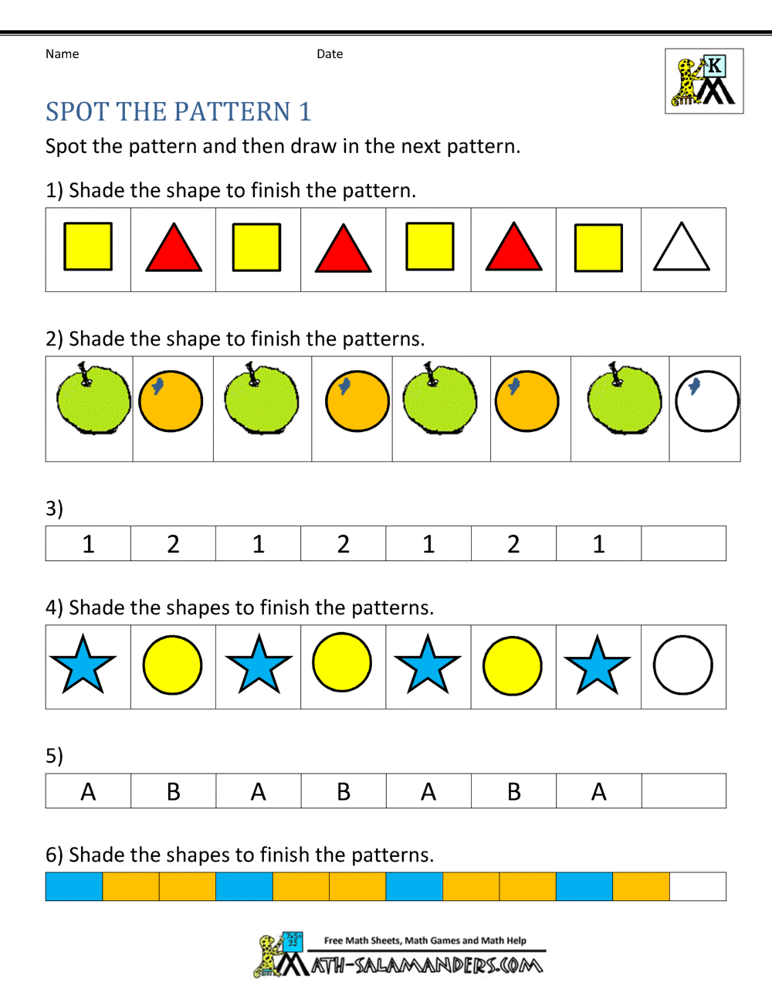 Name Date
K
SPOT THE PATTERN 1
Spot the pattern and then draw in the next pattern.
1) Shade the shape to finish the pattern.
2) Shade the shape to finish the patterns.
3)
1 2 1 2 1 2 1
4) Shade the shapes to finish the patterns.
5)
A B A B A B A
6) Shade the shapes to finish the patterns.
7x5=
35
Free Math Sheets, Math Games and Math Help
MATH-SALAMANDERS.COM